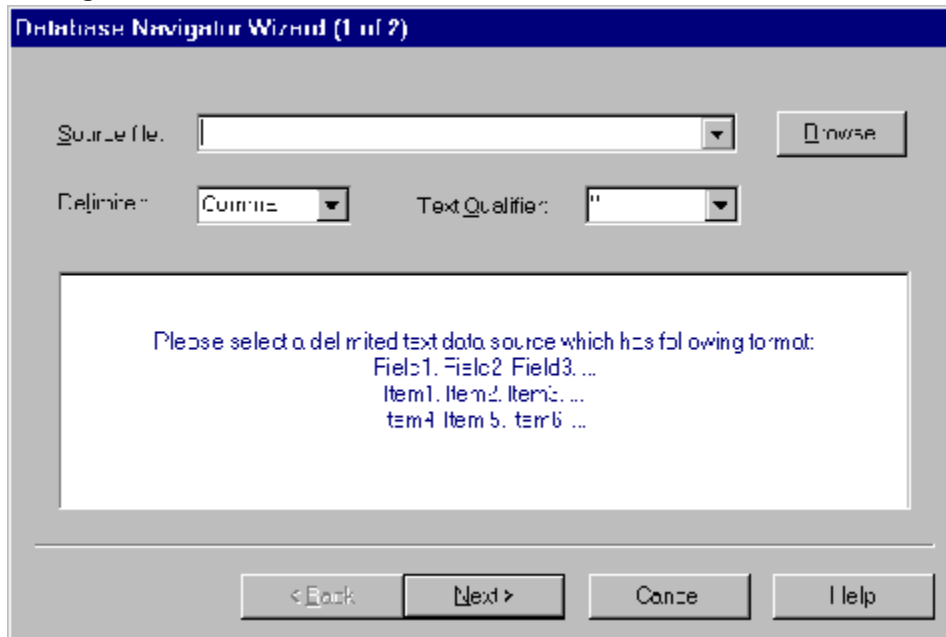 Database Navigator Wizard (1 of 2)
Source file:
Browse
Delimiter:
Comma
Text Qualifier:
"
Please select a delimited text data source which has following format:
Field1, Field2, Field3, ...
Item1, Item2, Item3, ...
Item4, Item5, Item6, ...
< Back
Next >
Cancel
Help